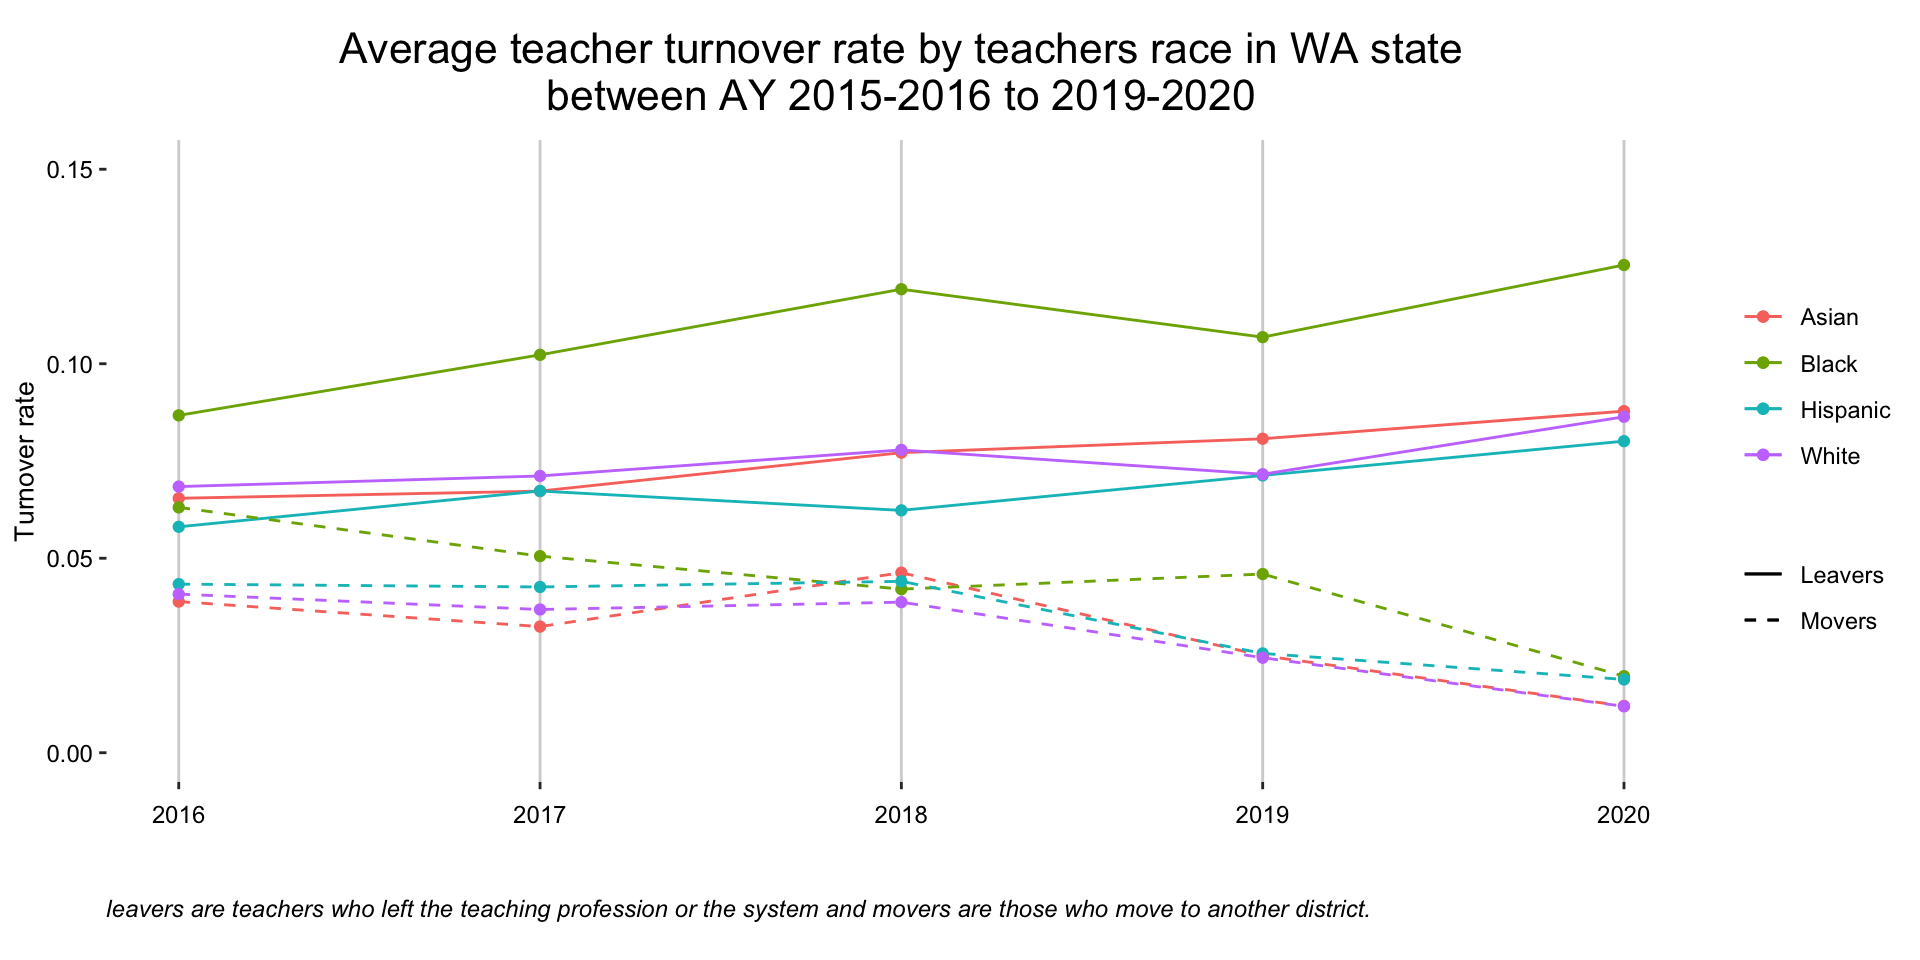 Average teacher turnover rate by teachers race in WA state
between AY 2015-2016 to 2019-2020
Turnover rate
0.15
0.10
0.05
0.00
2016
2017
2018
2019
2020
Asian
Black
Hispanic
White
Leavers
Movers
leavers are teachers who left the teaching profession or the system and movers are those who move to another district.